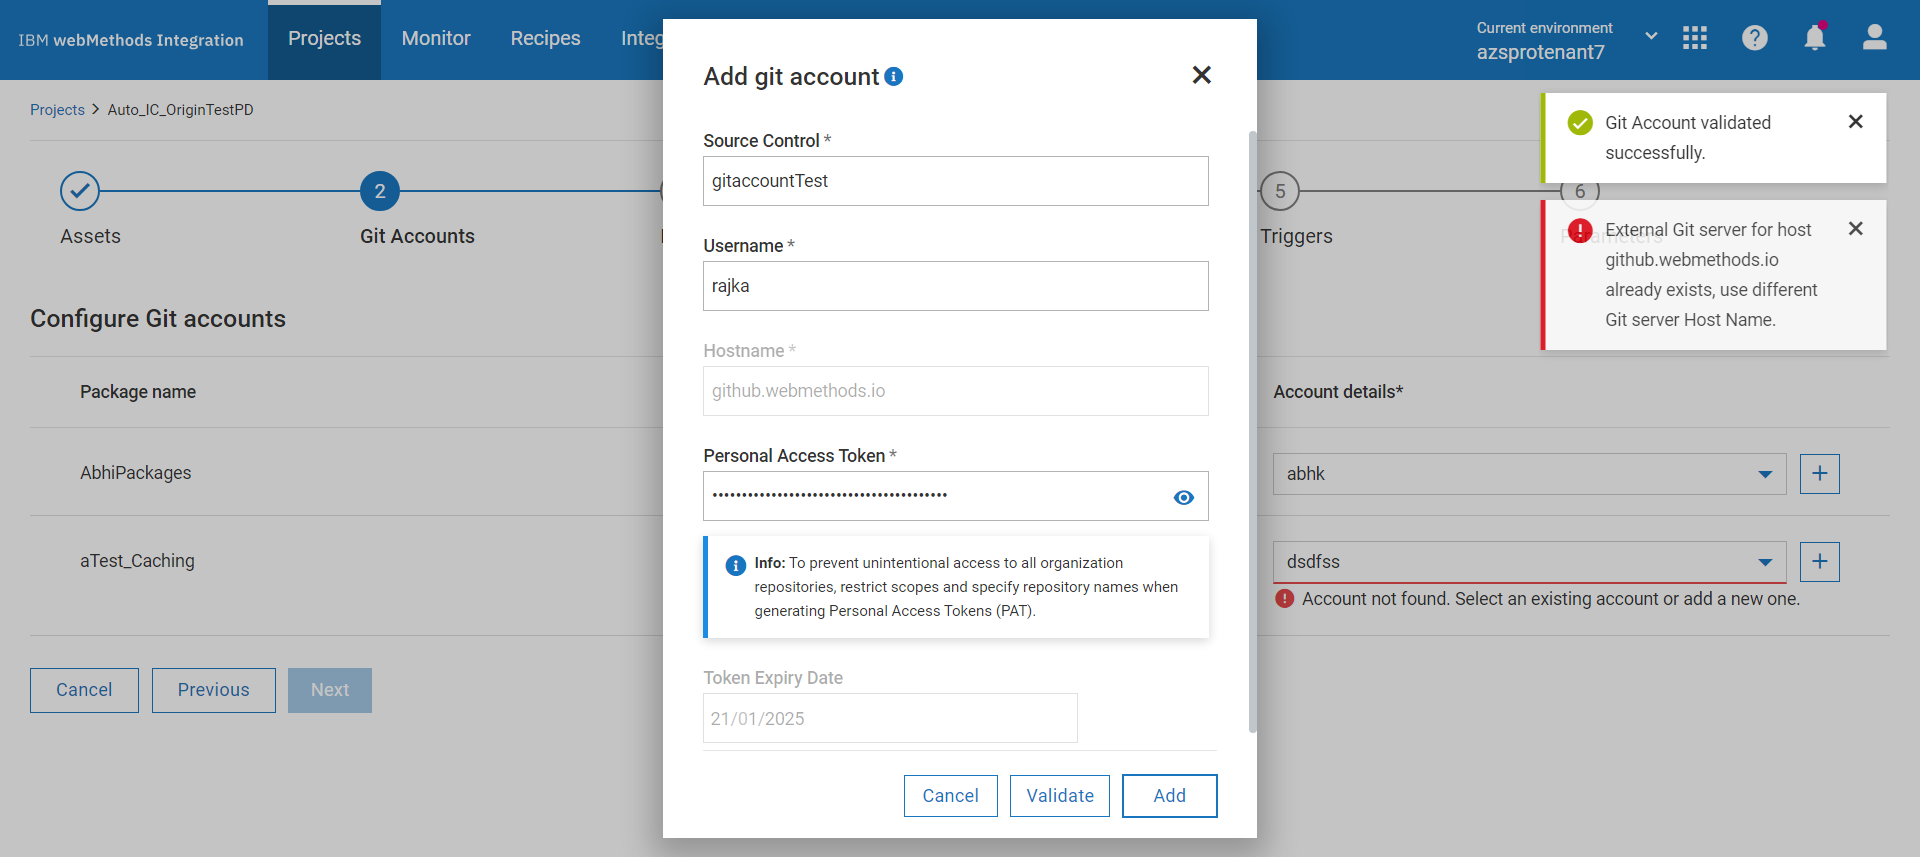 IBM webMethods Integration
Projects
Monitor
Recipes
Integ
Current environment
azsprotenant7
Projects > Auto_IC_OriginTestPD
Assets
2
Git Accounts
5
Triggers
6
Parameters
Configure Git accounts
Package name
Account details*
AbhiPackages
abhk
aTest_Caching
dsdfss
Account not found. Select an existing account or add a new one.
Cancel
Previous
Next
Add git account
Source Control *
gitaccountTest
Username *
rajka
Hostname *
github.webmethods.io
Personal Access Token *
••••••••••••••••••••••••••••••••••••••••
Info: To prevent unintentional access to all organization
repositories, restrict scopes and specify repository names when
generating Personal Access Tokens (PAT).
Token Expiry Date
21/01/2025
Cancel
Validate
Add
Git Account validated
successfully.
External Git server for host
github.webmethods.io
already exists, use different
Git server Host Name.